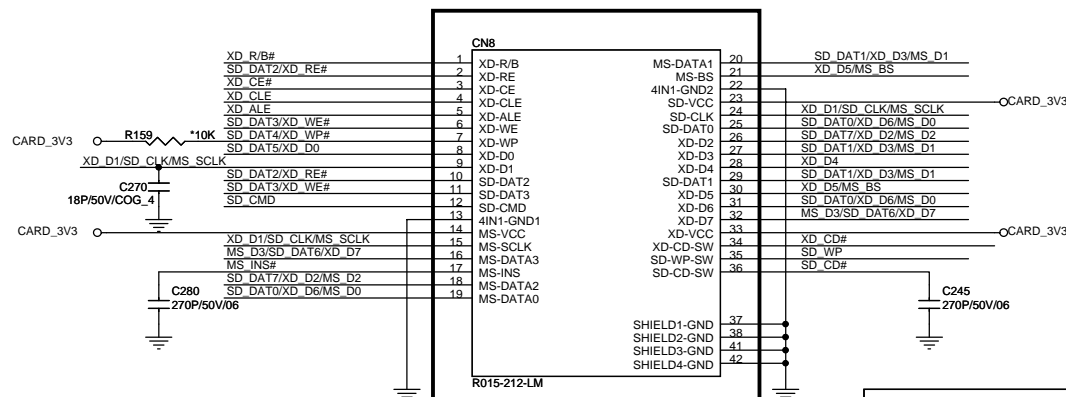 CN8
XD_R/B# 1 XD-R/B MS-DATA1 20 SD_DAT1/XD_D3/MS_D1
SD_DAT2/XD_RE# 2 XD-RE MS-BS 21 XD_D5/MS_BS
XD_CE# 3 XD-CE 4IN1-GND2 22
XD_CLE 4 XD-CLE SD-VCC 23 CARD_3V3
XD_ALE 5 XD-ALE SD-CLK 24 XD_D1/SD_CLK/MS_SCLK
SD_DAT3/XD_WE# 6 XD-WE SD-DAT0 25 SD_DAT0/XD_D6/MS_D0
CARD_3V3 R159 *10K SD_DAT4/XD_WP# 7 XD-WP XD-D2 26 SD_DAT7/XD_D2/MS_D2
SD_DAT5/XD_D0 8 XD-D0 XD-D3 27 SD_DAT1/XD_D3/MS_D1
XD_D1/SD_CLK/MS_SCLK 9 XD-D1 XD-D4 28 XD_D4
SD_DAT2/XD_RE# 10 SD-DAT2 SD-DAT1 29 SD_DAT1/XD_D3/MS_D1
C270 SD_DAT3/XD_WE# 11 SD-DAT3 XD-D5 30 XD_D5/MS_BS
18P/50V/COG_4 SD_CMD 12 SD-CMD XD-D6 31 SD_DAT0/XD_D6/MS_D0
13 4IN1-GND1 XD-D7 32 MS_D3/SD_DAT6/XD_D7
CARD_3V3 14 MS-VCC XD-VCC 33 CARD_3V3
XD_D1/SD_CLK/MS_SCLK 15 MS-SCLK XD-CD-SW 34 XD_CD#
MS_D3/SD_DAT6/XD_D7 16 MS-DATA3 SD-WP-SW 35 SD_WP
MS_INS# 17 MS-INS SD-CD-SW 36 SD_CD#
SD_DAT7/XD_D2/MS_D2 18 MS-DATA2
SD_DAT0/XD_D6/MS_D0 19 MS-DATA0
C280
270P/50V/06
C245
270P/50V/06
SHIELD1-GND 37
SHIELD2-GND 38
SHIELD3-GND 41
SHIELD4-GND 42
R015-212-LM